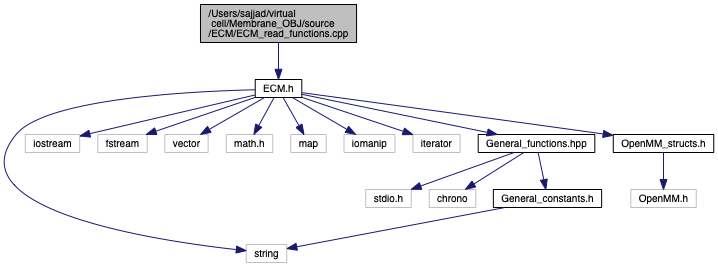 /Users/sajjad/virtual
cell/Membrane_OBJ/source
/ECM/ECM_read_functions.cpp
ECM.h
iostream
fstream
vector
math.h
map
iomanip
iterator
General_functions.hpp
OpenMM_structs.h
stdio.h
chrono
General_constants.h
OpenMM.h
string